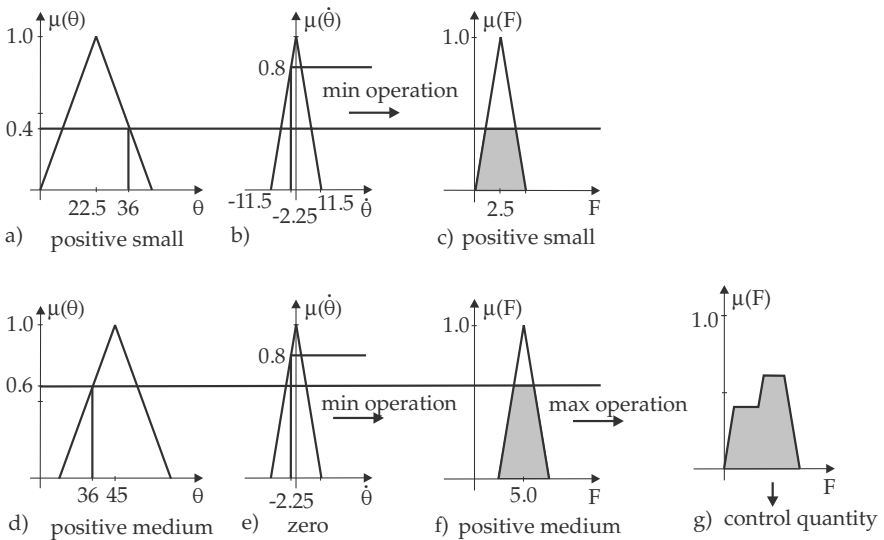 μ(θ)
1.0
0.4
22.5
36
θ
a) positive small
μ(θ̇)
0.8
-11.5
-2.25
-11.5
θ̇
b)
min operation
μ(F)
1.0
2.5
F
c) positive small
μ(θ)
1.0
0.6
36
45
θ
d) positive medium
μ(θ̇)
0.8
-2.25
θ̇
e) zero
min operation
μ(F)
1.0
5.0
F
f) positive medium
max operation
μ(F)
1.0
F
g) control quantity